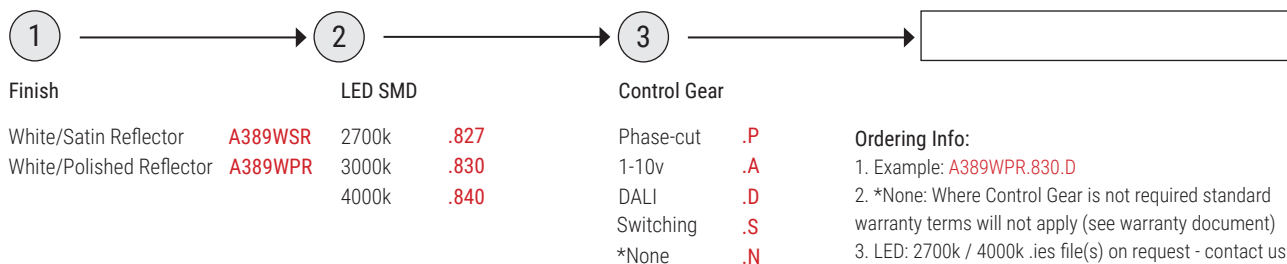 1
2
3
Finish
White/Satin Reflector A389WSR
White/Polished Reflector A389WPR
LED SMD
2700k .827
3000k .830
4000k .840
Control Gear
Phase-cut .P
1-10v .A
DALI .D
Switching .S
*None .N
Ordering Info:
1. Example: A389WPR.830.D
2. *None: Where Control Gear is not required standard
warranty terms will not apply (see warranty document)
3. LED: 2700k / 4000k .ies file(s) on request - contact us